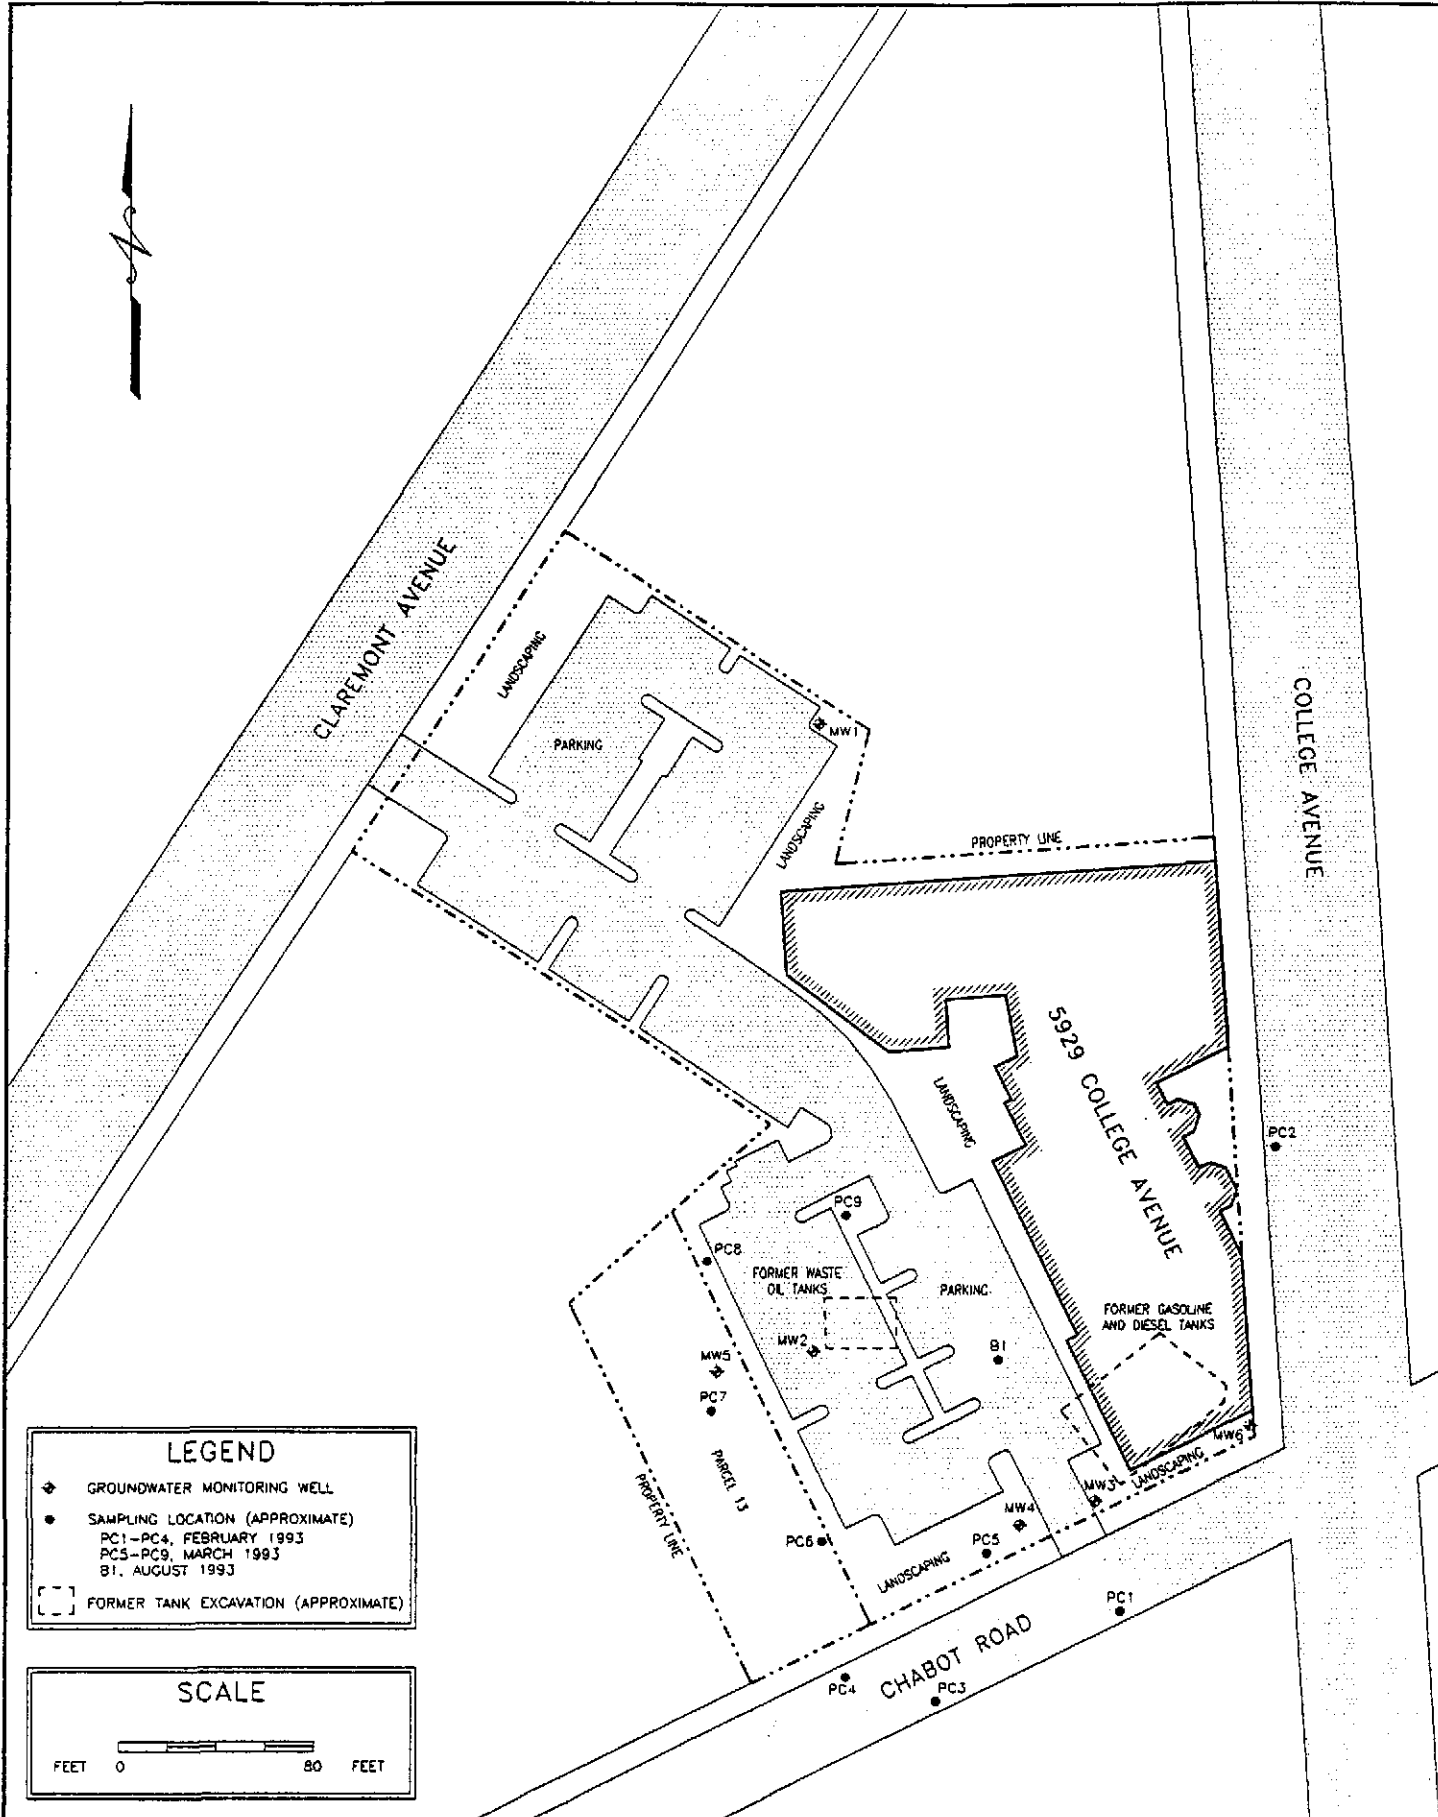 N
CLAREMONT AVENUE
COLLEGE AVENUE
LANDSCAPING
PARKING
MW1
LANDSCAPING
PROPERTY LINE
5929 COLLEGE AVENUE
LANDSCAPING
PC2
PC9
PC8
FORMER WASTE
OIL TANKS
PARKING
FORMER GASOLINE
AND DIESEL TANKS
MW2
B1
MW5
PC7
PARCEL 13
PROPERTY LINE
MW6
LANDSCAPING
MW3
MW4
PC6
PC5
LANDSCAPING
PC1
CHABOT ROAD
PC4
PC3
LEGEND
GROUNDWATER MONITORING WELL
SAMPLING LOCATION (APPROXIMATE)
PC1-PC4, FEBRUARY 1993
PC5-PC9, MARCH 1993
B1, AUGUST 1993
FORMER TANK EXCAVATION (APPROXIMATE)
SCALE
FEET 0 80 FEET